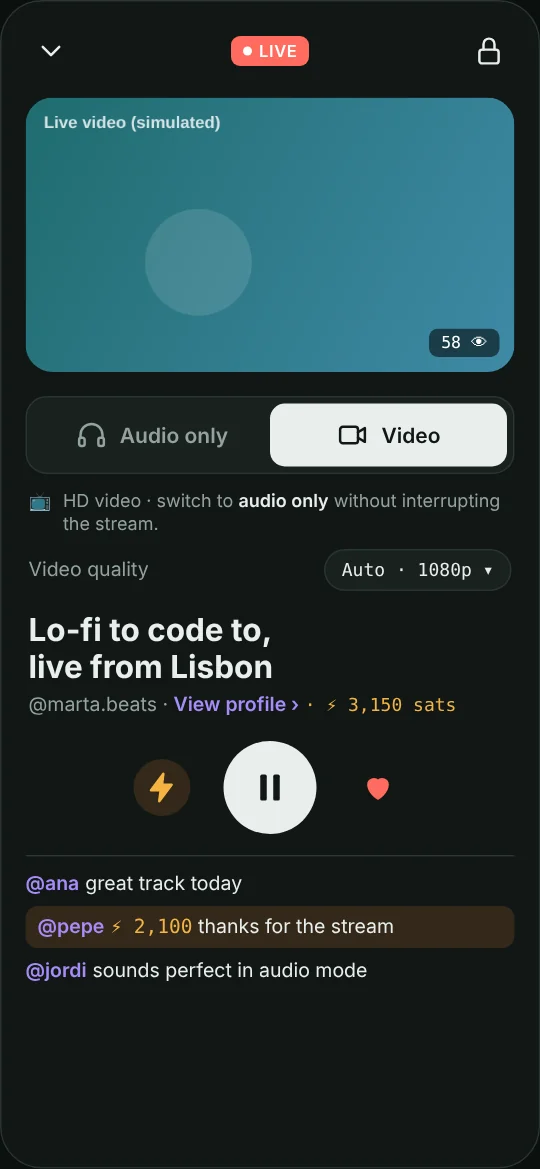 LIVE
Live video (simulated)
58
Audio only
Video
HD video · switch to audio only without interrupting
the stream.
Video quality
Auto · 1080p ▾
Lo-fi to code to,
live from Lisbon
@marta.beats · View profile › · ⚡ 3,150 sats
@ana great track today
@pepe ⚡ 2,100 thanks for the stream
@jordi sounds perfect in audio mode